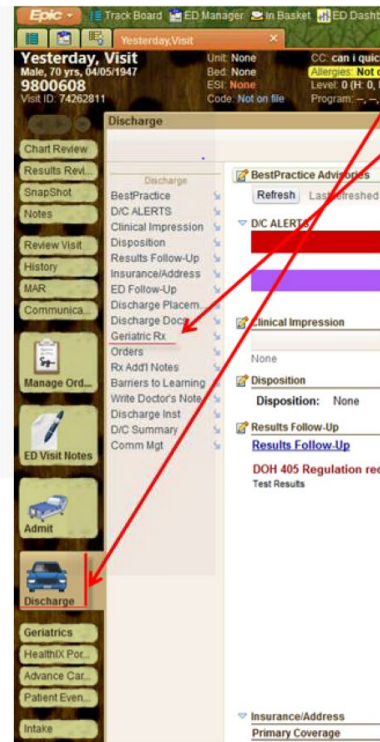 Epic
Track Board
ED Manager
In Basket
ED Dashb
Yesterday,Visit
×
Yesterday, Visit
Male, 70 yrs, 04/05/1947
9800608
Visit ID: 74262811
Unit: None
Bed: None
ESI: None
Code: Not on file
CC: can i quic
Allergies: Not
Level: 0 (H: 0,
Program: --, --,
Discharge
Chart Review
Results Revi...
SnapShot
Notes
Review Visit
History
MAR
Communica...
Manage Ord...
ED Visit Notes
Admit
Discharge
Geriatrics
HealthIX Por...
Advance Car...
Patient Even...
Intake
Discharge
BestPractice
D/C ALERTS
Clinical Impression
Disposition
Results Follow-Up
Insurance/Address
ED Follow-Up
Discharge Placem...
Discharge Docs
Geriatric Rx
Orders
Rx Add'l Notes
Barriers to Learning
Write Doctor's Note
Discharge Inst
D/C Summary
Comm Mgt
BestPractice Advisories
Refresh
Last refreshed
D/C ALERTS
Clinical Impression
None
Disposition
Disposition: None
Results Follow-Up
Results Follow-Up
DOH 405 Regulation rec
Test Results
Insurance/Address
Primary Coverage